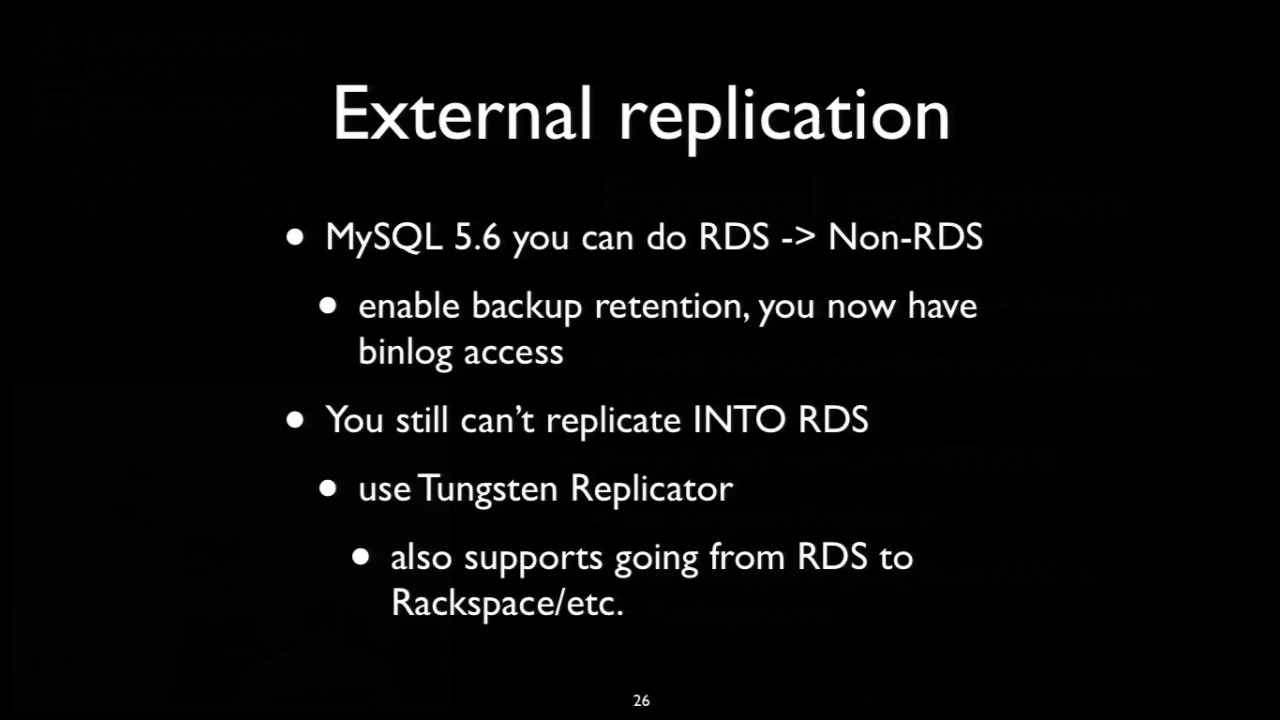 External replication
• MySQL 5.6 you can do RDS -> Non-RDS
• enable backup retention, you now have
binlog access
• You still can't replicate INTO RDS
• use Tungsten Replicator
• also supports going from RDS to
Rackspace/etc.
26